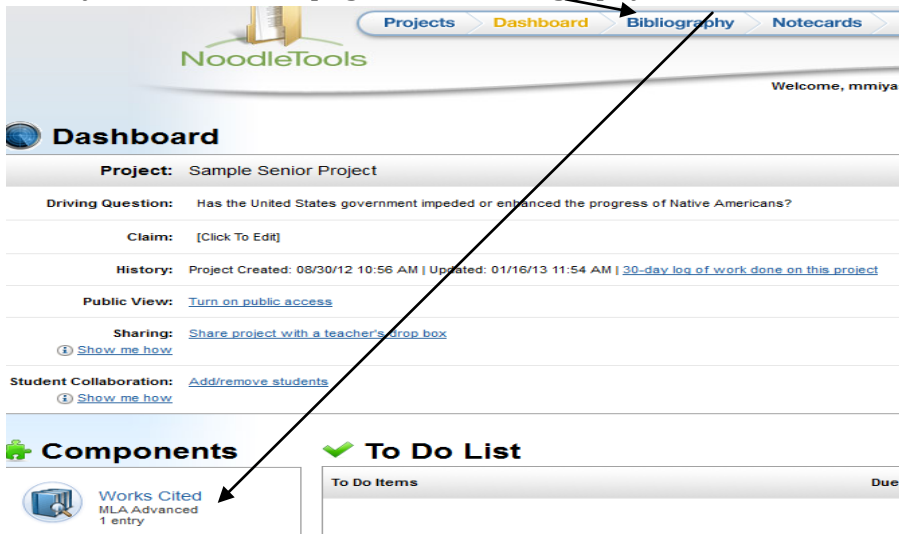 Projects Dashboard Bibliography Notecards
NoodleTools
Welcome, mmiya
Dashboard
Project: Sample Senior Project
Driving Question: Has the United States government impeded or enhanced the progress of Native Americans?
Claim: [Click To Edit]
History: Project Created: 08/30/12 10:56 AM | Updated: 01/16/13 11:54 AM | 30-day log of work done on this project
Public View: Turn on public access
Sharing: Share project with a teacher's drop box
Show me how
Student Collaboration: Add/remove students
Show me how
Components
To Do List
Works Cited
MLA Advanced
1 entry
To Do Items Due